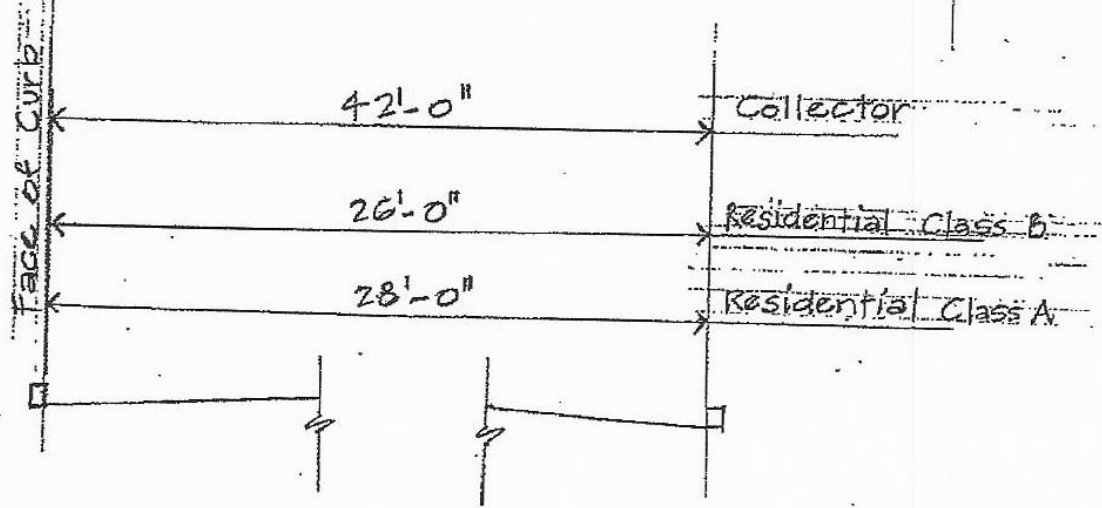 Face of Curb
42'-0" Collector
26'-0" Residential Class B
28'-0" Residential Class A